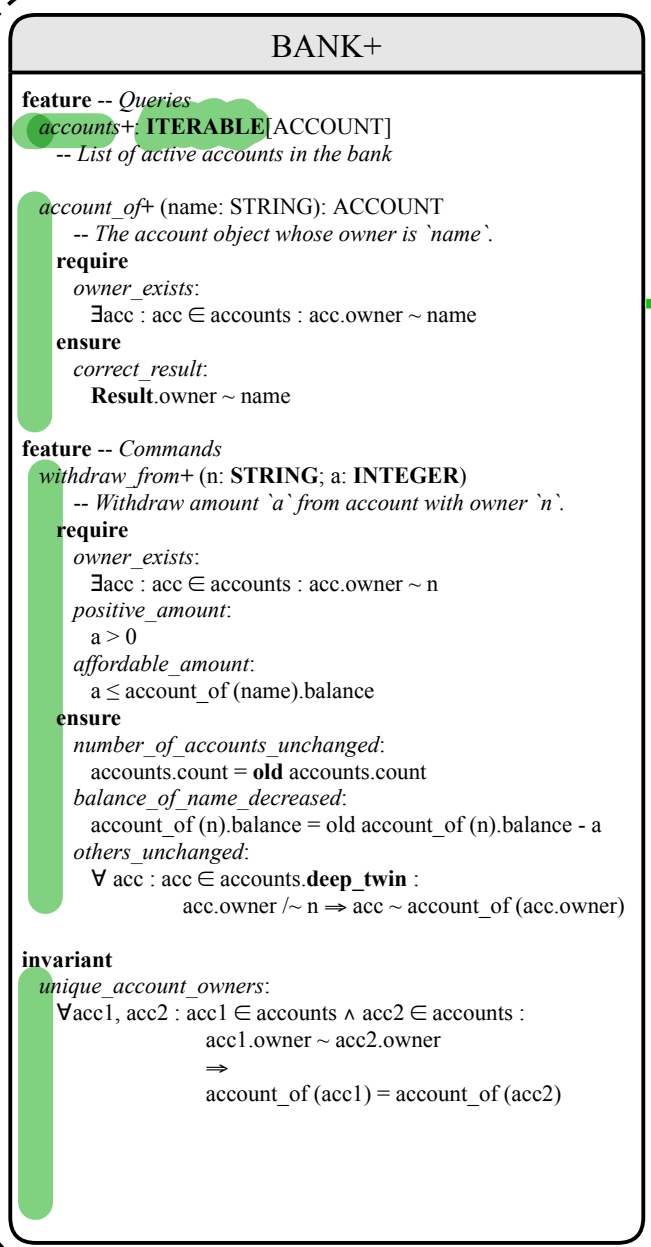 BANK+
feature -- Queries
accounts+: ITERABLE[ACCOUNT]
-- List of active accounts in the bank
account_of+ (name: STRING): ACCOUNT
-- The account object whose owner is `name`.
require
owner_exists:
∃acc : acc ∈ accounts : acc.owner ~ name
ensure
correct_result:
Result.owner ~ name
feature -- Commands
withdraw_from+ (n: STRING; a: INTEGER)
-- Withdraw amount `a` from account with owner `n`.
require
owner_exists:
∃acc : acc ∈ accounts : acc.owner ~ n
positive_amount:
a > 0
affordable_amount:
a ≤ account_of (name).balance
ensure
number_of_accounts_unchanged:
accounts.count = old accounts.count
balance_of_name_decreased:
account_of (n).balance = old account_of (n).balance - a
others_unchanged:
∀ acc : acc ∈ accounts.deep_twin :
acc.owner /~ n ⇒ acc ~ account_of (acc.owner)
invariant
unique_account_owners:
∀acc1, acc2 : acc1 ∈ accounts ∧ acc2 ∈ accounts :
acc1.owner ~ acc2.owner
⇒
account_of (acc1) = account_of (acc2)